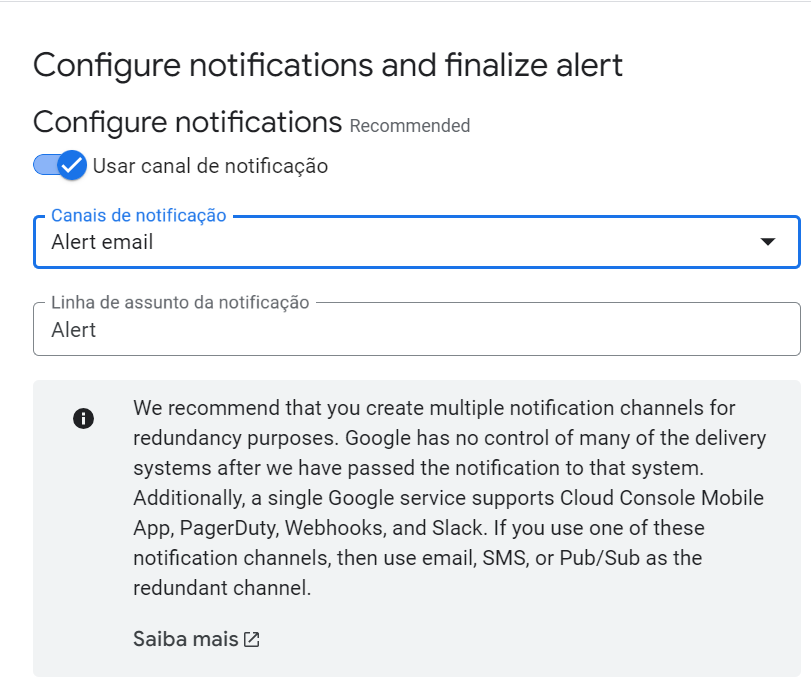 Configure notifications and finalize alert
Configure notifications Recommended
Usar canal de notificação
Canais de notificação
Alert email
Linha de assunto da notificação
Alert
We recommend that you create multiple notification channels for
redundancy purposes. Google has no control of many of the delivery
systems after we have passed the notification to that system.
Additionally, a single Google service supports Cloud Console Mobile
App, PagerDuty, Webhooks, and Slack. If you use one of these
notification channels, then use email, SMS, or Pub/Sub as the
redundant channel.
Saiba mais